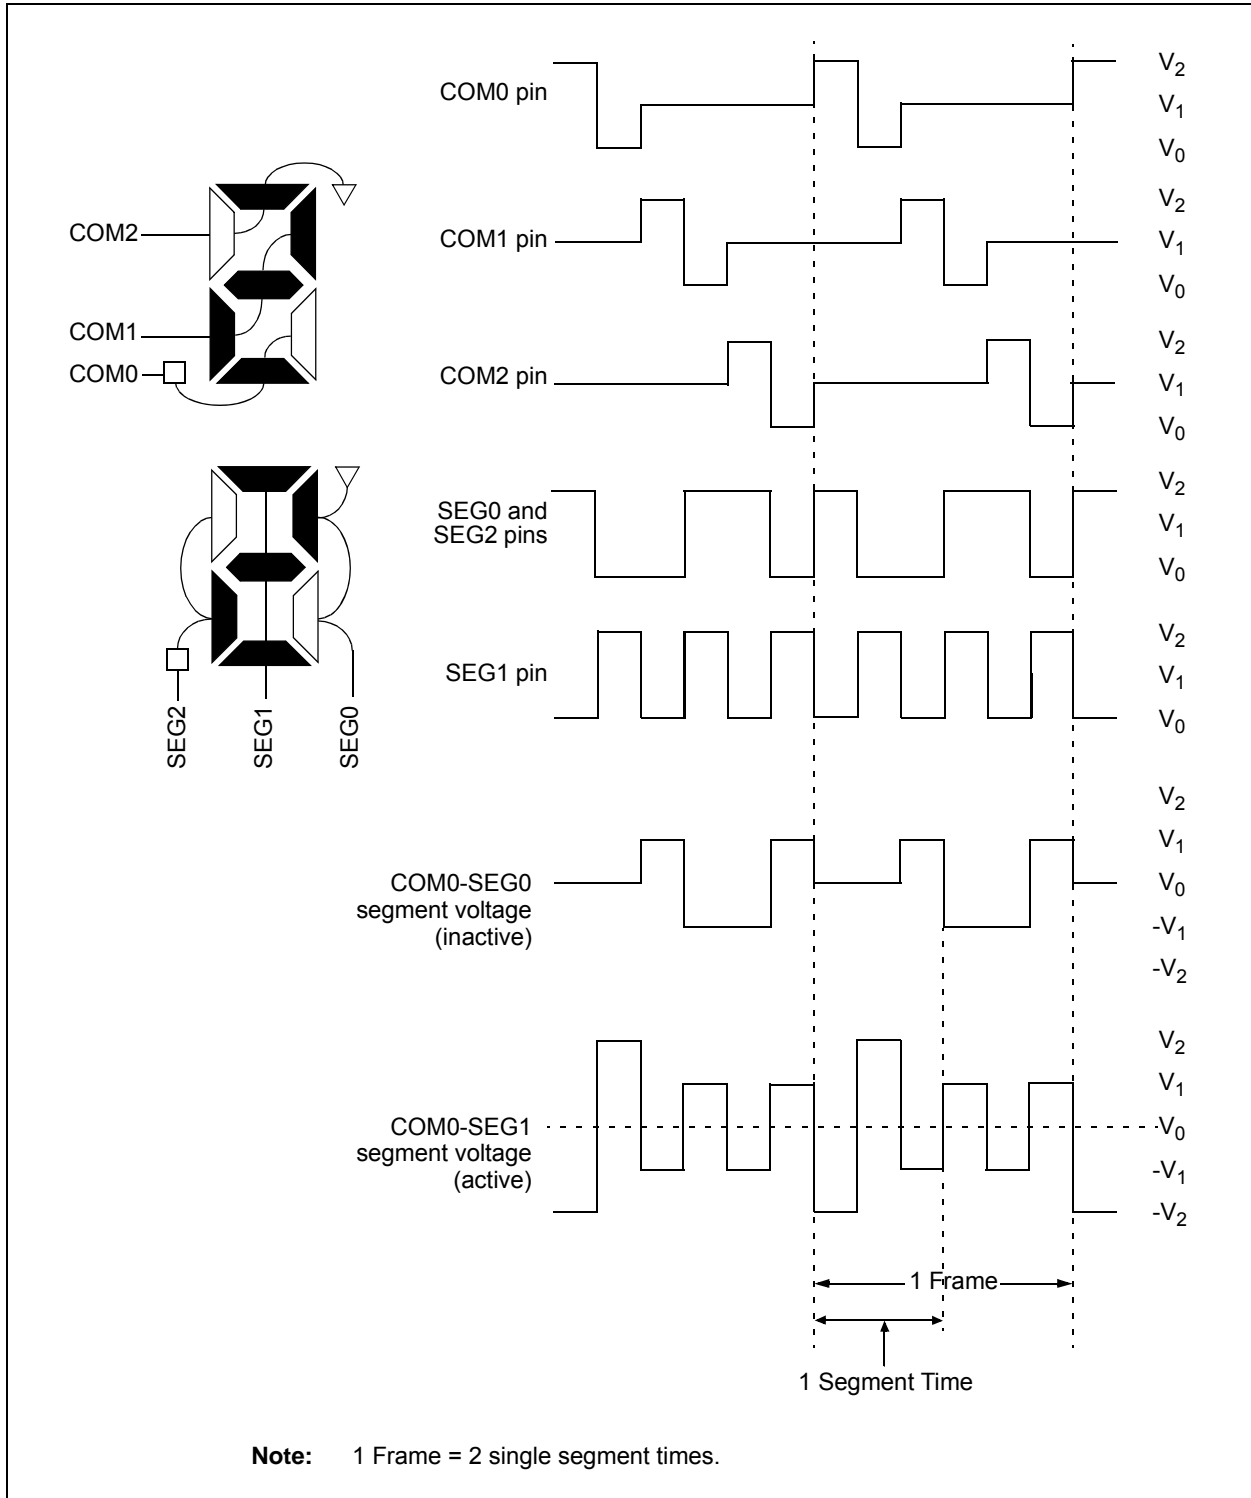 COM0 pin
V2
V1
V0
COM2
COM1
COM0
COM1 pin
V2
V1
V0
COM2 pin
V2
V1
V0
SEG0 and
SEG2 pins
V2
V1
V0
SEG2
SEG1
SEG0
SEG1 pin
V2
V1
V0
COM0-SEG0
segment voltage
(inactive)
V2
V1
V0
-V1
-V2
COM0-SEG1
segment voltage
(active)
V2
V1
V0
-V1
-V2
1 Frame
1 Segment Time
Note: 1 Frame = 2 single segment times.